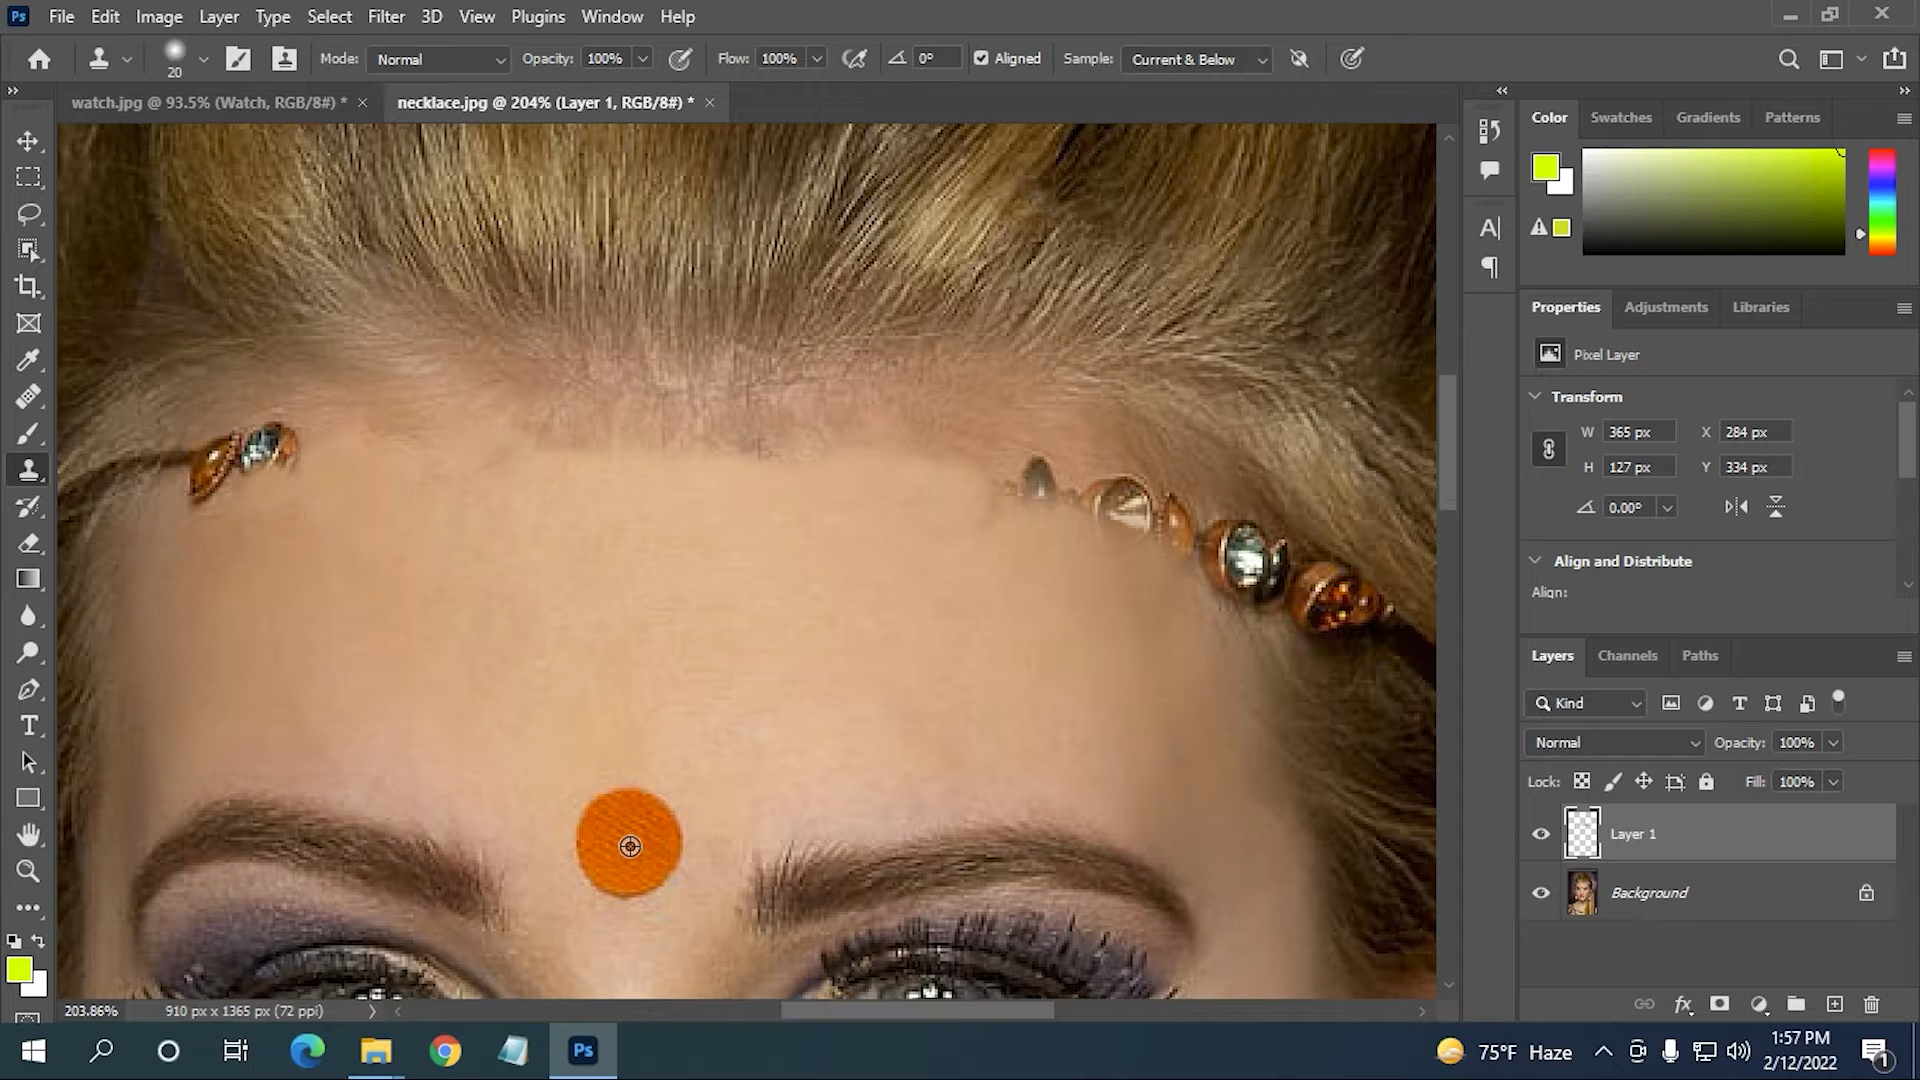 Ps File Edit Image Layer Type Select Filter 3D View Plugins Window Help
20 Mode: Normal Opacity: 100% Flow: 100% 0° Aligned Sample: Current & Below
watch.jpg @ 93.5% (Watch, RGB/8#) * necklace.jpg @ 204% (Layer 1, RGB/8#) *
Color Swatches Gradients Patterns
Properties Adjustments Libraries
Pixel Layer
Transform
W 365 px X 284 px
H 127 px Y 334 px
0.00°
Align and Distribute
Align:
Layers Channels Paths
Kind
Normal Opacity: 100%
Lock: Fill: 100%
Layer 1
Background
203.86% 910 px x 1365 px (72 ppi)
Ps 75°F Haze 1:57 PM
2/12/2022 1